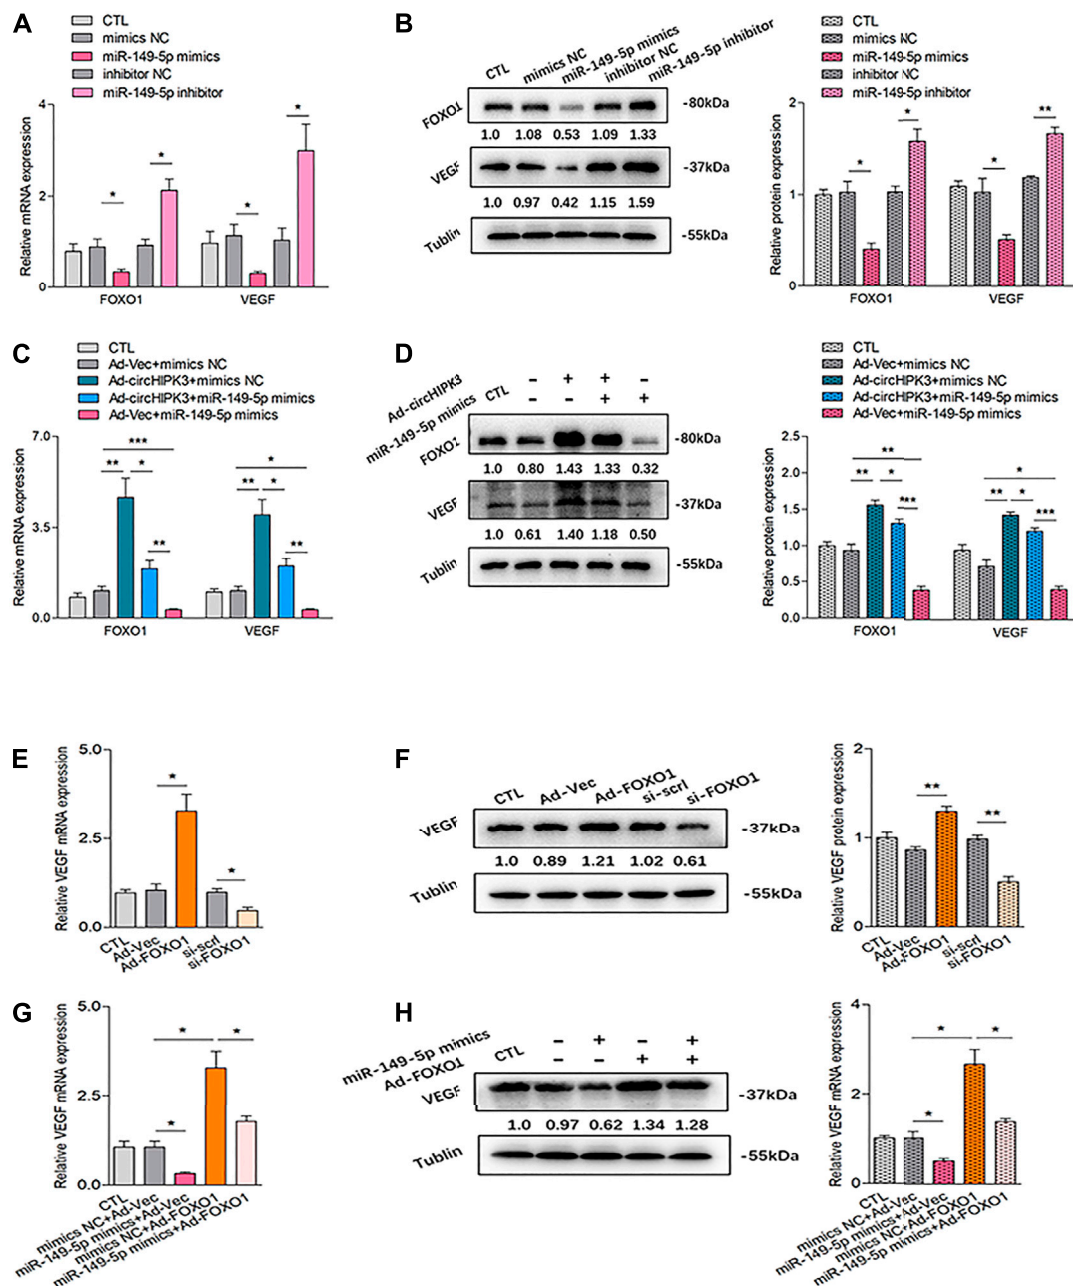 A
CTL
mimics NC
miR-149-5p mimics
inhibitor NC
miR-149-5p inhibitor
Relative mRNA expression
4
2
0
* * * *
FOXO1 VEGF
B
CTL mimics NC miR-149-5p mimics inhibitor NC miR-149-5p inhibitor
FOXO1 -80kDa
1.0 1.08 0.53 1.09 1.33
VEGF -37kDa
1.0 0.97 0.42 1.15 1.59
Tublin -55kDa
CTL
mimics NC
miR-149-5p mimics
inhibitor NC
miR-149-5p inhibitor
Relative protein expression
2
1
0
* * * **
FOXO1 VEGF
C
CTL
Ad-Vec+mimics NC
Ad-circHIPK3+mimics NC
Ad-circHIPK3+miR-149-5p mimics
Ad-Vec+miR-149-5p mimics
Relative mRNA expression
7.0
3.5
0.0
*** ** * ** * ** * **
FOXO1 VEGF
D
Ad-circHIPK3 CTL - + + -
miR-149-5p mimics - - + +
FOXO1 -80kDa
1.0 0.80 1.43 1.33 0.32
VEGF -37kDa
1.0 0.61 1.40 1.18 0.50
Tublin -55kDa
CTL
Ad-Vec+mimics NC
Ad-circHIPK3+mimics NC
Ad-circHIPK3+miR-149-5p mimics
Ad-Vec+miR-149-5p mimics
Relative protein expression
2.5
2.0
1.5
1.0
0.5
0.0
** ** * *** * ** * ***
FOXO1 VEGF
E
Relative VEGF mRNA expression
5.0
2.5
0.0
* *
CTL Ad-Vec Ad-FOXO1 si-scrl si-FOXO1
F
CTL Ad-Vec Ad-FOXO1 si-scrl si-FOXO1
VEGF -37kDa
1.0 0.89 1.21 1.02 0.61
Tublin -55kDa
Relative VEGF protein expression
2
1
0
** **
CTL Ad-Vec Ad-FOXO1 si-scrl si-FOXO1
G
Relative VEGF mRNA expression
5.0
2.5
0.0
* * *
CTL
mimics NC+Ad-Vec
miR-149-5p mimics+Ad-Vec
mimics NC+Ad-FOXO1
miR-149-5p mimics+Ad-FOXO1
H
miR-149-5p mimics CTL - + - +
Ad-FOXO1 - - + +
VEGF -37kDa
1.0 0.97 0.62 1.34 1.28
Tublin -55kDa
Relative VEGF mRNA expression
4
2
0
* * *
CTL
mimics NC+Ad-Vec
miR-149-5p mimics+Ad-Vec
mimics NC+Ad-FOXO1
miR-149-5p mimics+Ad-FOXO1